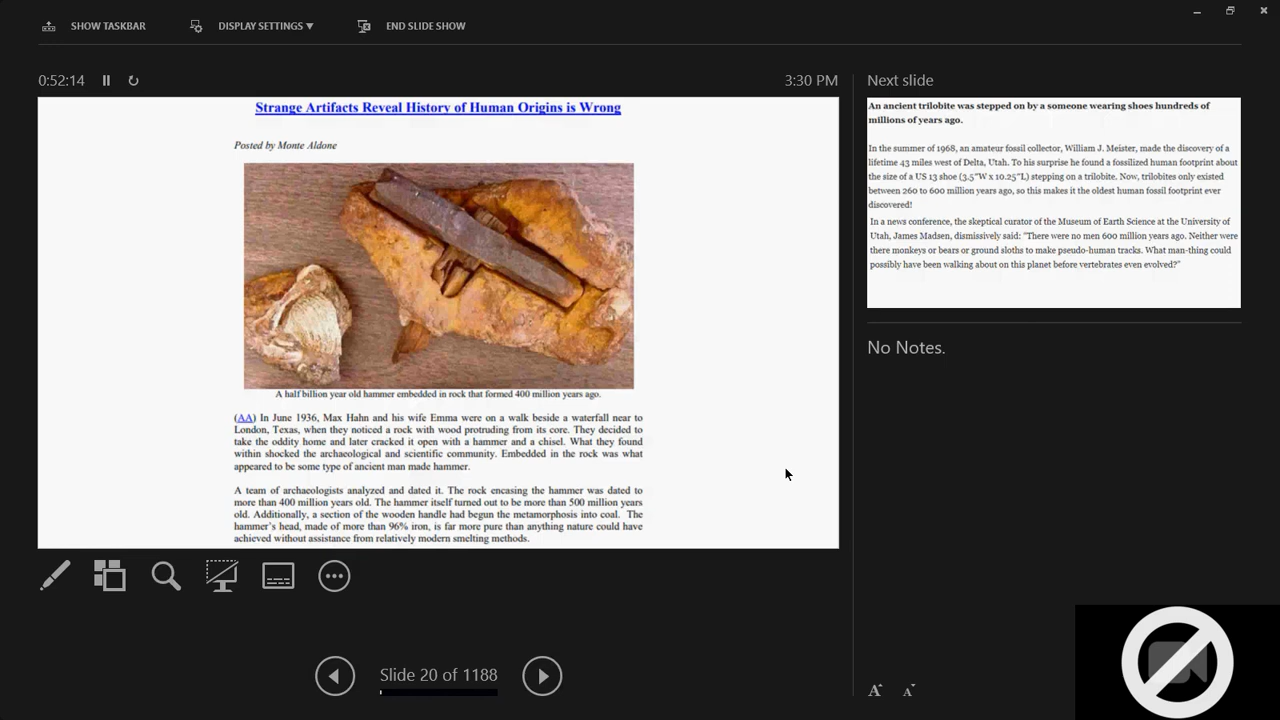 SHOW TASKBAR
DISPLAY SETTINGS ▼
END SLIDE SHOW
0:52:14
3:30 PM
Strange Artifacts Reveal History of Human Origins is Wrong
Posted by Monte Aldone
A half billion year old hammer embedded in rock that formed 400 million years ago.
(AA) In June 1936, Max Hahn and his wife Emma were on a walk beside a waterfall near to
London, Texas, when they noticed a rock with wood protruding from its core. They decided to
take the oddity home and later cracked it open with a hammer and a chisel. What they found
within shocked the archaeological and scientific community. Embedded in the rock was what
appeared to be some type of ancient man made hammer.
A team of archaeologists analyzed and dated it. The rock encasing the hammer was dated to
more than 400 million years old. The hammer itself turned out to be more than 500 million years
old. Additionally, a section of the wooden handle had begun the metamorphosis into coal. The
hammer's head, made of more than 96% iron, is far more pure than anything nature could have
achieved without assistance from relatively modern smelting methods.
Slide 20 of 1188
Next slide
An ancient trilobite was stepped on by a someone wearing shoes hundreds of
millions of years ago.
In the summer of 1968, an amateur fossil collector, William J. Meister, made the discovery of a
lifetime 43 miles west of Delta, Utah. To his surprise he found a fossilized human footprint about
the size of a US 13 shoe (3.5"W x 10.25"L) stepping on a trilobite. Now, trilobites only existed
between 260 to 600 million years ago, so this makes it the oldest human fossil footprint ever
discovered!
In a news conference, the skeptical curator of the Museum of Earth Science at the University of
Utah, James Madsen, dismissively said: "There were no men 600 million years ago. Neither were
there monkeys or bears or ground sloths to make pseudo-human tracks. What man-thing could
possibly have been walking about on this planet before vertebrates even evolved?"
No Notes.
A A